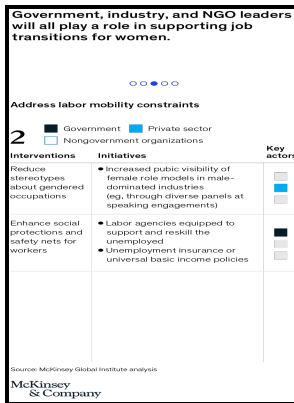 Government, industry, and NGO leaders
will all play a role in supporting job
transitions for women.
Address labor mobility constraints
2
Government
Private sector
Nongovernment organizations
Interventions
Initiatives
Key
actors
Reduce
stereotypes
about gendered
occupations
• Increased pubic visibility of
female role models in male-
dominated industries
(eg, through diverse panels at
speaking engagements)
Enhance social
protections and
safety nets for
workers
• Labor agencies equipped to
support and reskill the
unemployed
• Unemployment insurance or
universal basic income policies
Source: McKinsey Global Institute analysis
McKinsey
& Company